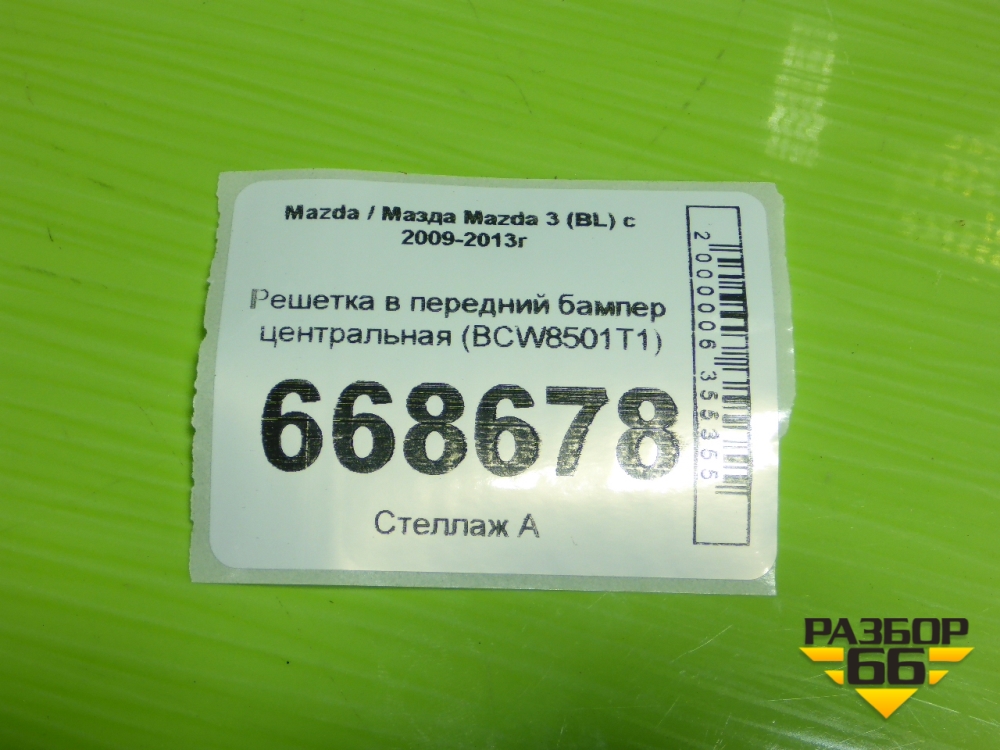 Mazda / Мазда Mazda 3 (BL) с
2009-2013г
Решетка в передний бампер
центральная (BCW8501T1)
668678
Стеллаж А
2000006355355
РАЗБОР
66